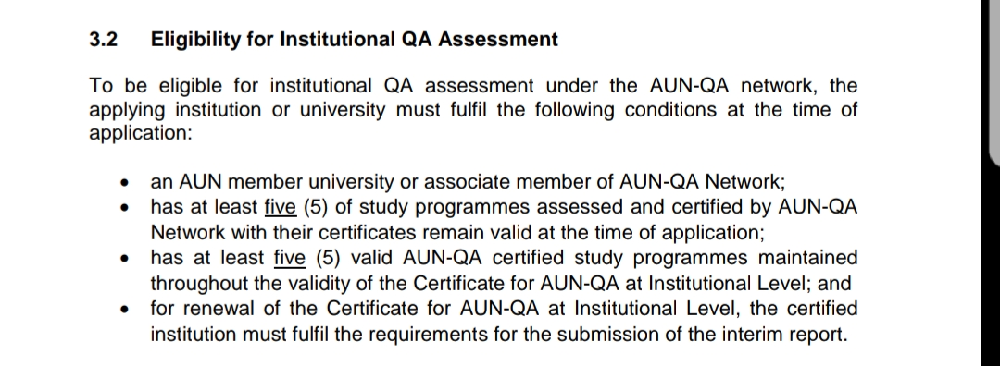 3.2 Eligibility for Institutional QA Assessment
To be eligible for institutional QA assessment under the AUN-QA network, the
applying institution or university must fulfil the following conditions at the time of
application:
• an AUN member university or associate member of AUN-QA Network;
• has at least five (5) of study programmes assessed and certified by AUN-QA
Network with their certificates remain valid at the time of application;
• has at least five (5) valid AUN-QA certified study programmes maintained
throughout the validity of the Certificate for AUN-QA at Institutional Level; and
• for renewal of the Certificate for AUN-QA at Institutional Level, the certified
institution must fulfil the requirements for the submission of the interim report.